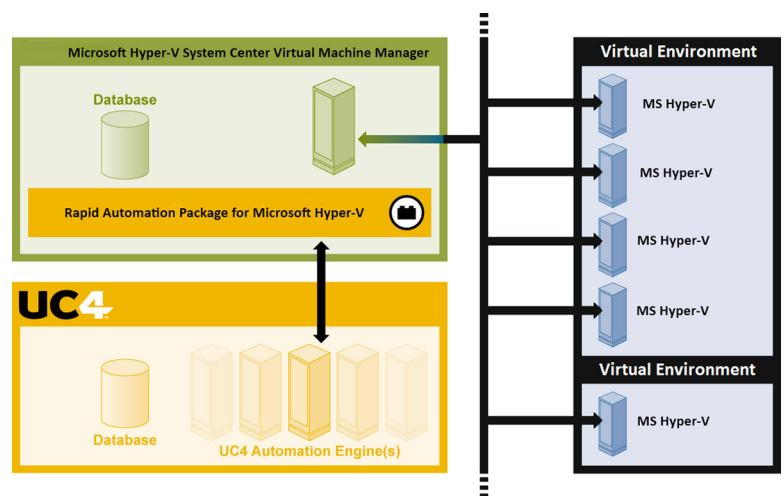 Microsoft Hyper-V System Center Virtual Machine Manager
Database
Rapid Automation Package for Microsoft Hyper-V
UC4
Database
UC4 Automation Engine(s)
Virtual Environment
MS Hyper-V
MS Hyper-V
MS Hyper-V
MS Hyper-V
Virtual Environment
MS Hyper-V